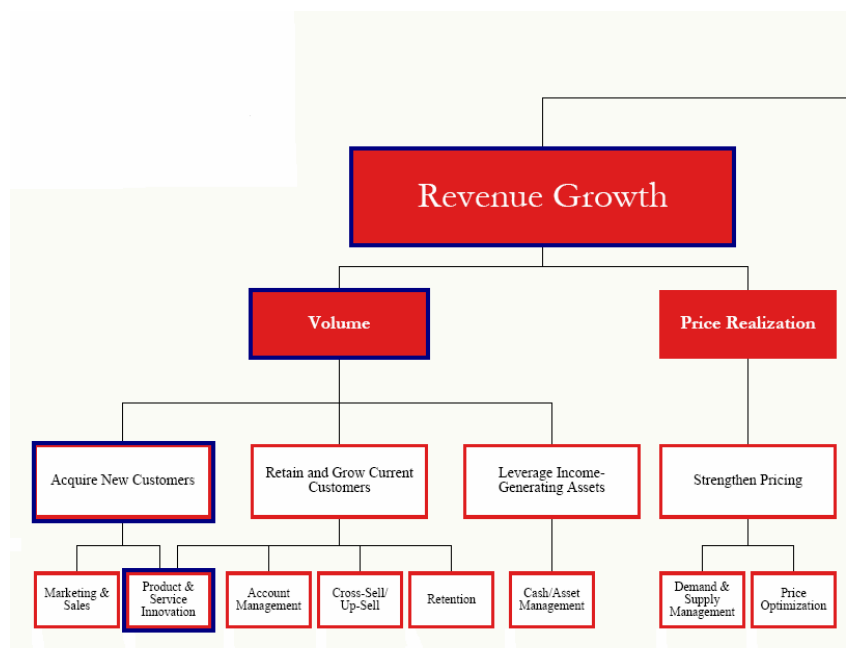 Revenue Growth
Volume
Price Realization
Acquire New Customers
Retain and Grow Current
Customers
Leverage Income-
Generating Assets
Strengthen Pricing
Marketing &
Sales
Product &
Service
Innovation
Account
Management
Cross-Sell/
Up-Sell
Retention
Cash/Asset
Management
Demand &
Supply
Management
Price
Optimization